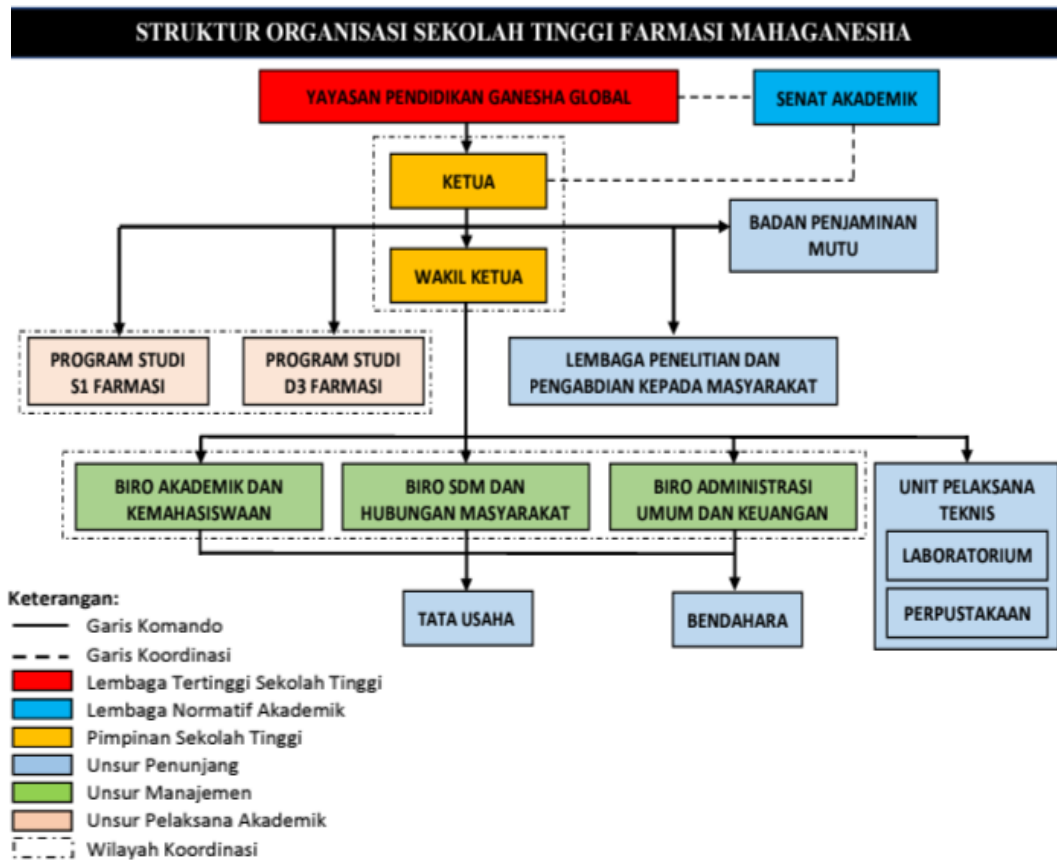 STRUKTUR ORGANISASI SEKOLAH TINGGI FARMASI MAHAGANESHA
YAYASAN PENDIDIKAN GANESHA GLOBAL
SENAT AKADEMIK
KETUA
BADAN PENJAMINAN
MUTU
WAKIL KETUA
PROGRAM STUDI
S1 FARMASI
PROGRAM STUDI
D3 FARMASI
LEMBAGA PENELITIAN DAN
PENGABDIAN KEPADA MASYARAKAT
BIRO AKADEMIK DAN
KEMAHASISWAAN
BIRO SDM DAN
HUBUNGAN MASYARAKAT
BIRO ADMINISTRASI
UMUM DAN KEUANGAN
UNIT PELAKSANA
TEKNIS
LABORATORIUM
PERPUSTAKAAN
TATA USAHA
BENDAHARA
Keterangan:
Garis Komando
Garis Koordinasi
Lembaga Tertinggi Sekolah Tinggi
Lembaga Normatif Akademik
Pimpinan Sekolah Tinggi
Unsur Penunjang
Unsur Manajemen
Unsur Pelaksana Akademik
Wilayah Koordinasi